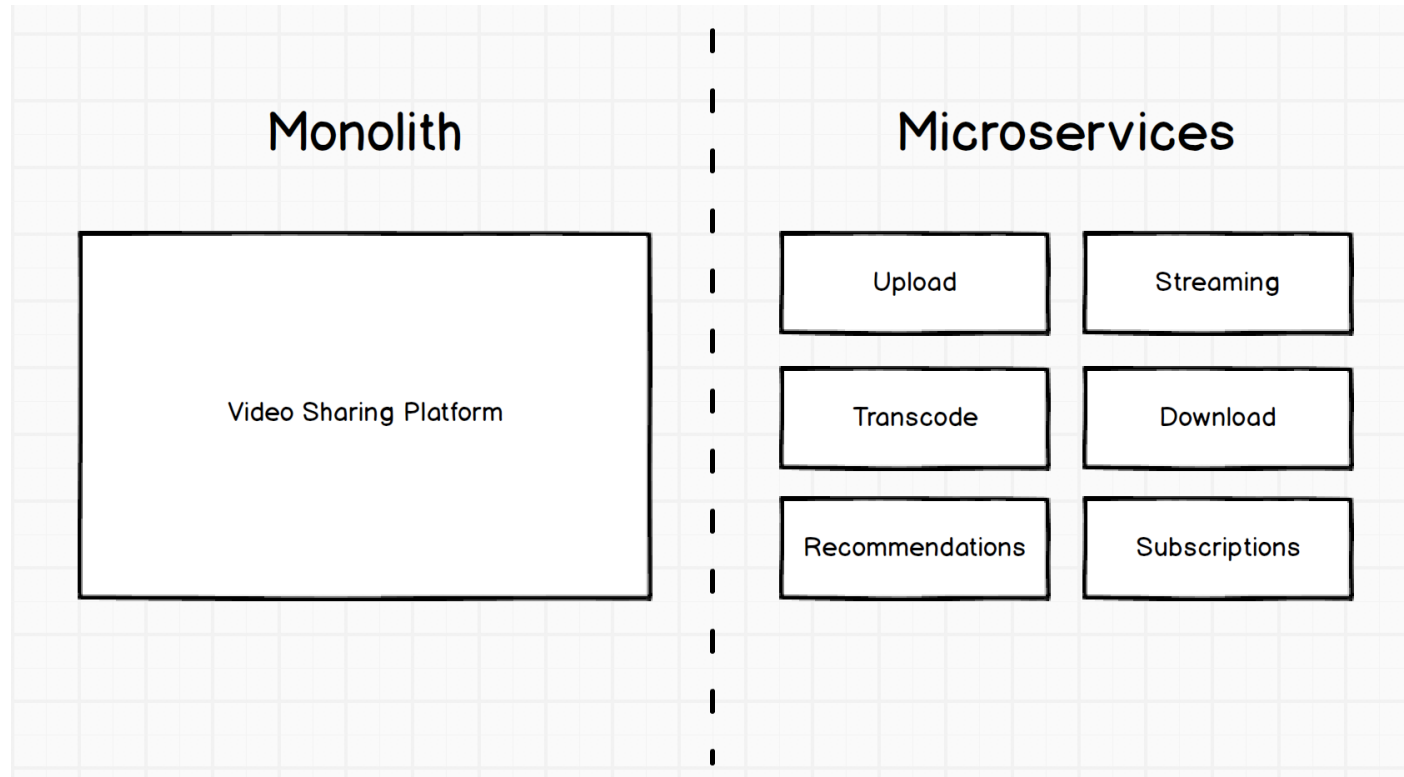 Monolith
Video Sharing Platform
Microservices
Upload
Streaming
Transcode
Download
Recommendations
Subscriptions